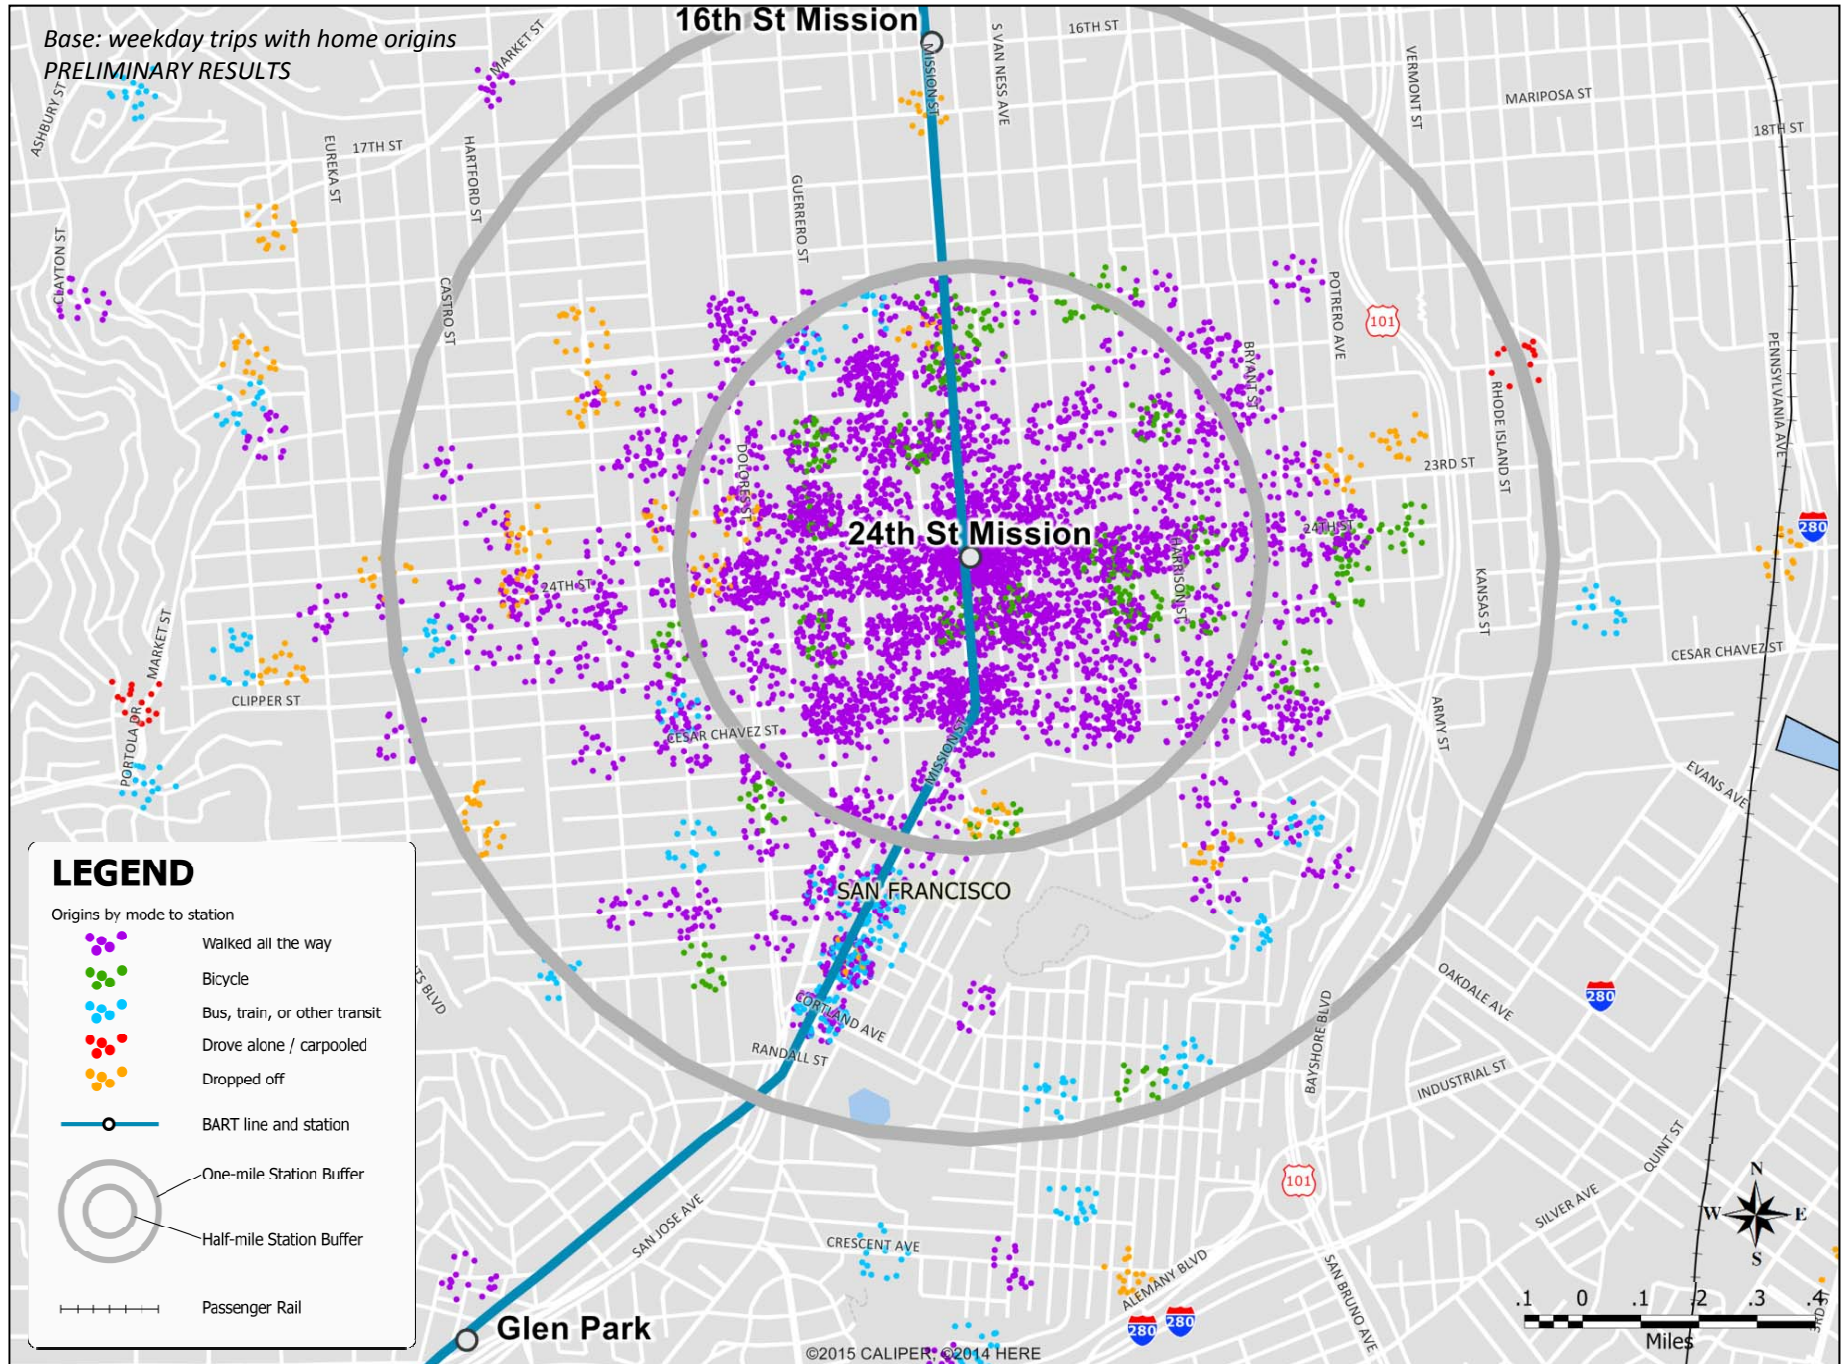 Base: weekday trips with home origins
PRELIMINARY RESULTS
16th St Mission
MISSION ST
S VAN NESS AVE
16TH ST
MARKET ST
ASHBURY ST
VERMONT ST
MARIPOSA ST
18TH ST
17TH ST
EUREKA ST
HARTFORD ST
GUERRERO ST
CLAYTON ST
CASTRO ST
POTRERO AVE
101
BRYANT ST
RHODE ISLAND ST
PENNSYLVANIA AVE
DOLORES ST
23RD ST
24th St Mission
24TH ST
280
HARRISON ST
24TH ST
KANSAS ST
MARKET ST
CESAR CHAVEZ ST
CLIPPER ST
PORTOLA DR
CESAR CHAVEZ ST
MISSION ST
ARMY ST
EVANS AVE
SAN FRANCISCO
LEGEND
Origins by mode to station
Walked all the way
Bicycle
Bus, train, or other transit
Drove alone / carpooled
Dropped off
BART line and station
One-mile Station Buffer
Half-mile Station Buffer
Passenger Rail
TS BLVD
CORTLAND AVE
RANDALL ST
OAKDALE AVE
280
BAYSHORE BLVD
INDUSTRIAL ST
QUINT ST
101
SILVER AVE
SAN JOSE AVE
CRESCENT AVE
ALEMANY BLVD
SAN BRUNO AVE
N
W
E
S
280
280
Glen Park
.1 0 .1 .2 .3 .4
Miles
3RD ST
©2015 CALIPER; ©2014 HERE